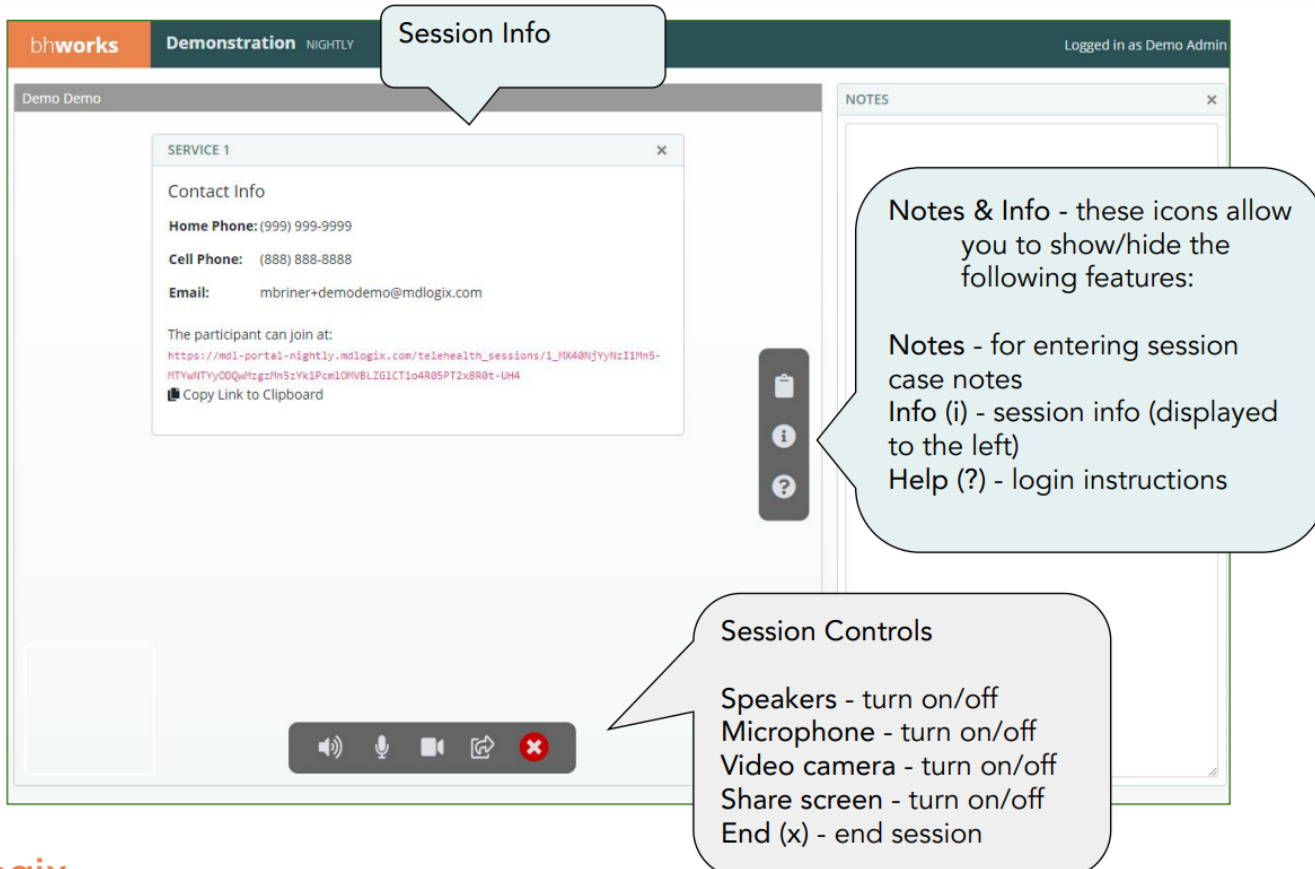 bhworks
Demonstration NIGHTLY
Session Info
Logged in as Demo Admin
Demo Demo
SERVICE 1
Contact Info
Home Phone: (999) 999-9999
Cell Phone: (888) 888-8888
Email: mbriner+demodemo@mdlogix.com
The participant can join at:
https://mdl-portal-nightly.mdlogix.com/telehealth_sessions/1_MX40NjYyNzI1Mn5-
MTYwNTYyODQwMzgzMn5zYk1Pcml0MVBLZGlCT1o4R05PT2xBR0t-UH4
Copy Link to Clipboard
NOTES
Notes & Info - these icons allow
you to show/hide the
following features:
Notes - for entering session
case notes
Info (i) - session info (displayed
to the left)
Help (?) - login instructions
Session Controls
Speakers - turn on/off
Microphone - turn on/off
Video camera - turn on/off
Share screen - turn on/off
End (x) - end session